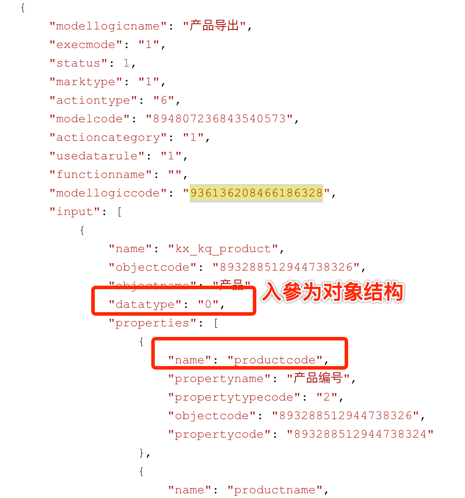 {
"modellogicname": "产品导出",
"execmode": "1",
"status": 1,
"marktype": "1",
"actiontype": "6",
"modelcode": "894807236843540573",
"actioncategory": "1",
"usedatarule": "1",
"functionname": "",
"modellogiccode": "936136208466186328",
"input": [
{
"name": "kx_kq_product",
"objectcode": "893288512944738326",
"objectname": "产品",
"datatype": "0",
入參为对象结构
"properties": [
{
"name": "productcode",
"propertyname": "产品编号",
"propertytypecode": "2",
"objectcode": "893288512944738326",
"propertycode": "893288512944738324"
},
{
"name": "productname",